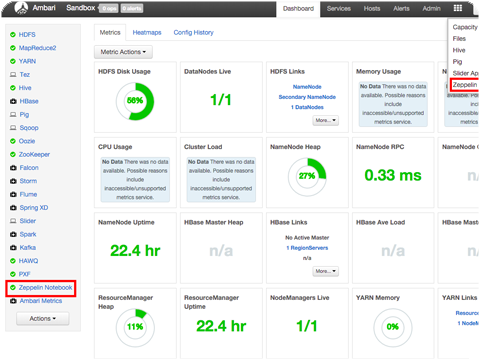 Ambari Sandbox 0 ops 0 alerts Dashboard Services Hosts Alerts Admin
Capacity
Files
Hive
Pig
Slider Ap
Zeppelin
HDFS
MapReduce2
YARN
Tez
Hive
HBase
Pig
Sqoop
Oozie
ZooKeeper
Falcon
Storm
Flume
Spring XD
Slider
Spark
Kafka
HAWQ
PXF
Zeppelin Notebook
Ambari Metrics
Actions
Metrics Heatmaps Config History
Metric Actions
HDFS Disk Usage
56%
DataNodes Live
1/1
HDFS Links
NameNode
Secondary NameNode
1 DataNodes
More...
Memory Usage
No Data There was no data
available. Possible reasons
include
inaccessible/unsupported
metrics service.
No Data
CPU Usage
No Data There was no data
available. Possible reasons
include
inaccessible/unsupported
metrics service.
Cluster Load
No Data There was no data
available. Possible reasons
include
inaccessible/unsupported
metrics service.
NameNode Heap
27%
NameNode RPC
0.33 ms
NameNode C
NameNode Uptime
22.4 hr
HBase Master Heap
n/a
HBase Links
No Active Master
1 RegionServers
n/a
More...
HBase Ave Load
n/a
HBase Mast
ResourceManager
Heap
11%
ResourceManager
Uptime
22.4 hr
NodeManagers Live
1/1
YARN Memory
0%
YARN Links
Resource
1 NodeM